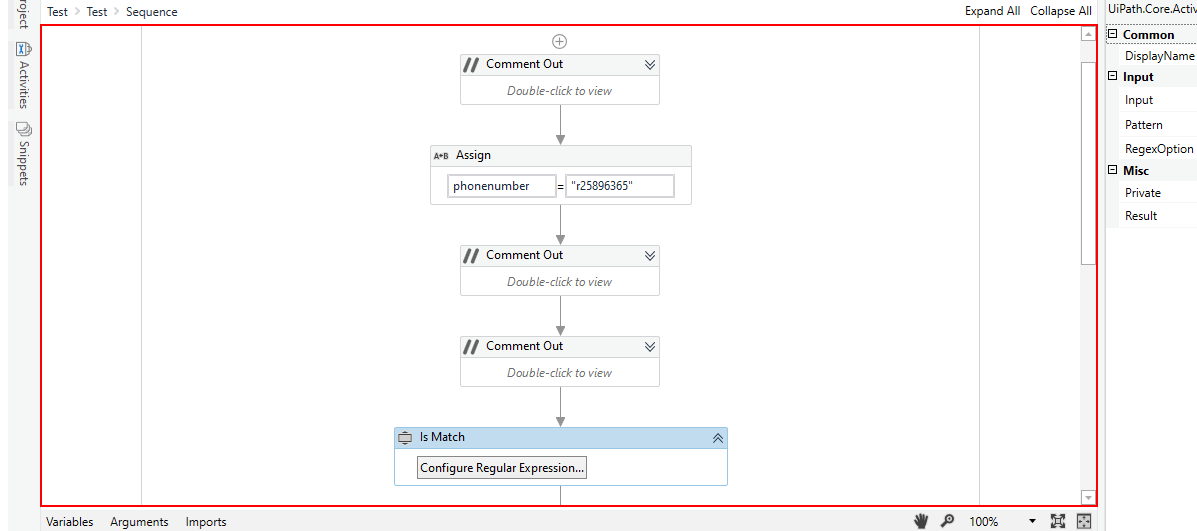 Test > Test > Sequence
Expand All Collapse All
roject
Activities
Snippets
Comment Out
Double-click to view
A+B Assign
phonenumber = "r25896365"
Comment Out
Double-click to view
Comment Out
Double-click to view
Is Match
Configure Regular Expression...
UiPath.Core.Activ
Common
DisplayName
Input
Input
Pattern
RegexOption
Misc
Private
Result
Variables Arguments Imports
100%